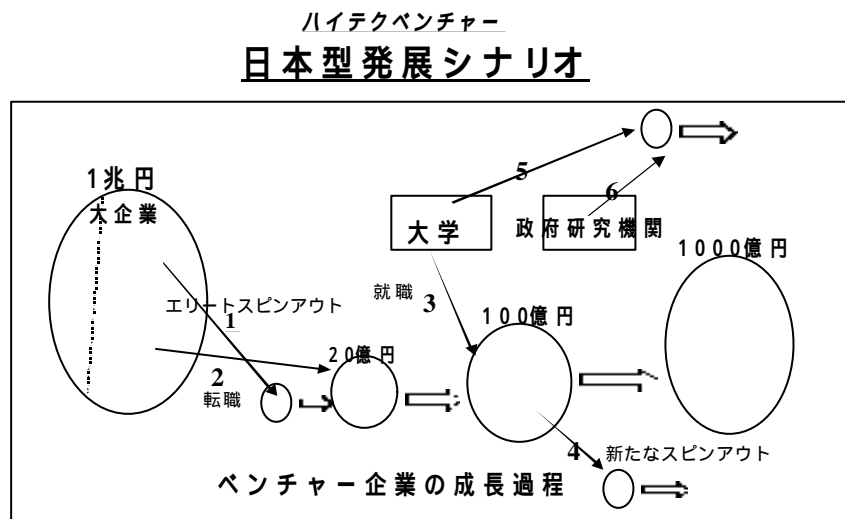 ハイテクベンチャー
日本型発展シナリオ
5
6
1兆円
大企業
大学
政府研究機関
1000億円
エリートスピンアウト
1
就職
3
100億円
20億円
2
転職
4
新たなスピンアウト
ベンチャー企業の成長過程